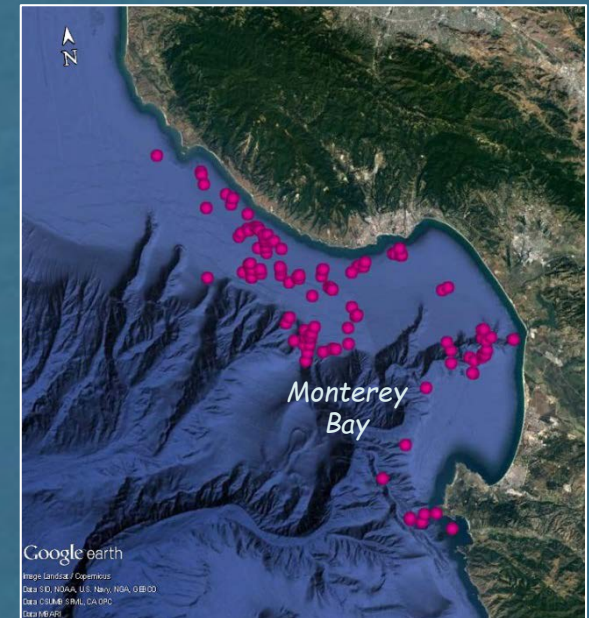 N
Monterey
Bay
Google earth
Image Landsat / Copernicus
Data SIO, NOAA, U.S. Navy, NGA, GEBCO
Data CSUMB SFML, CA OPC
Data MBARI